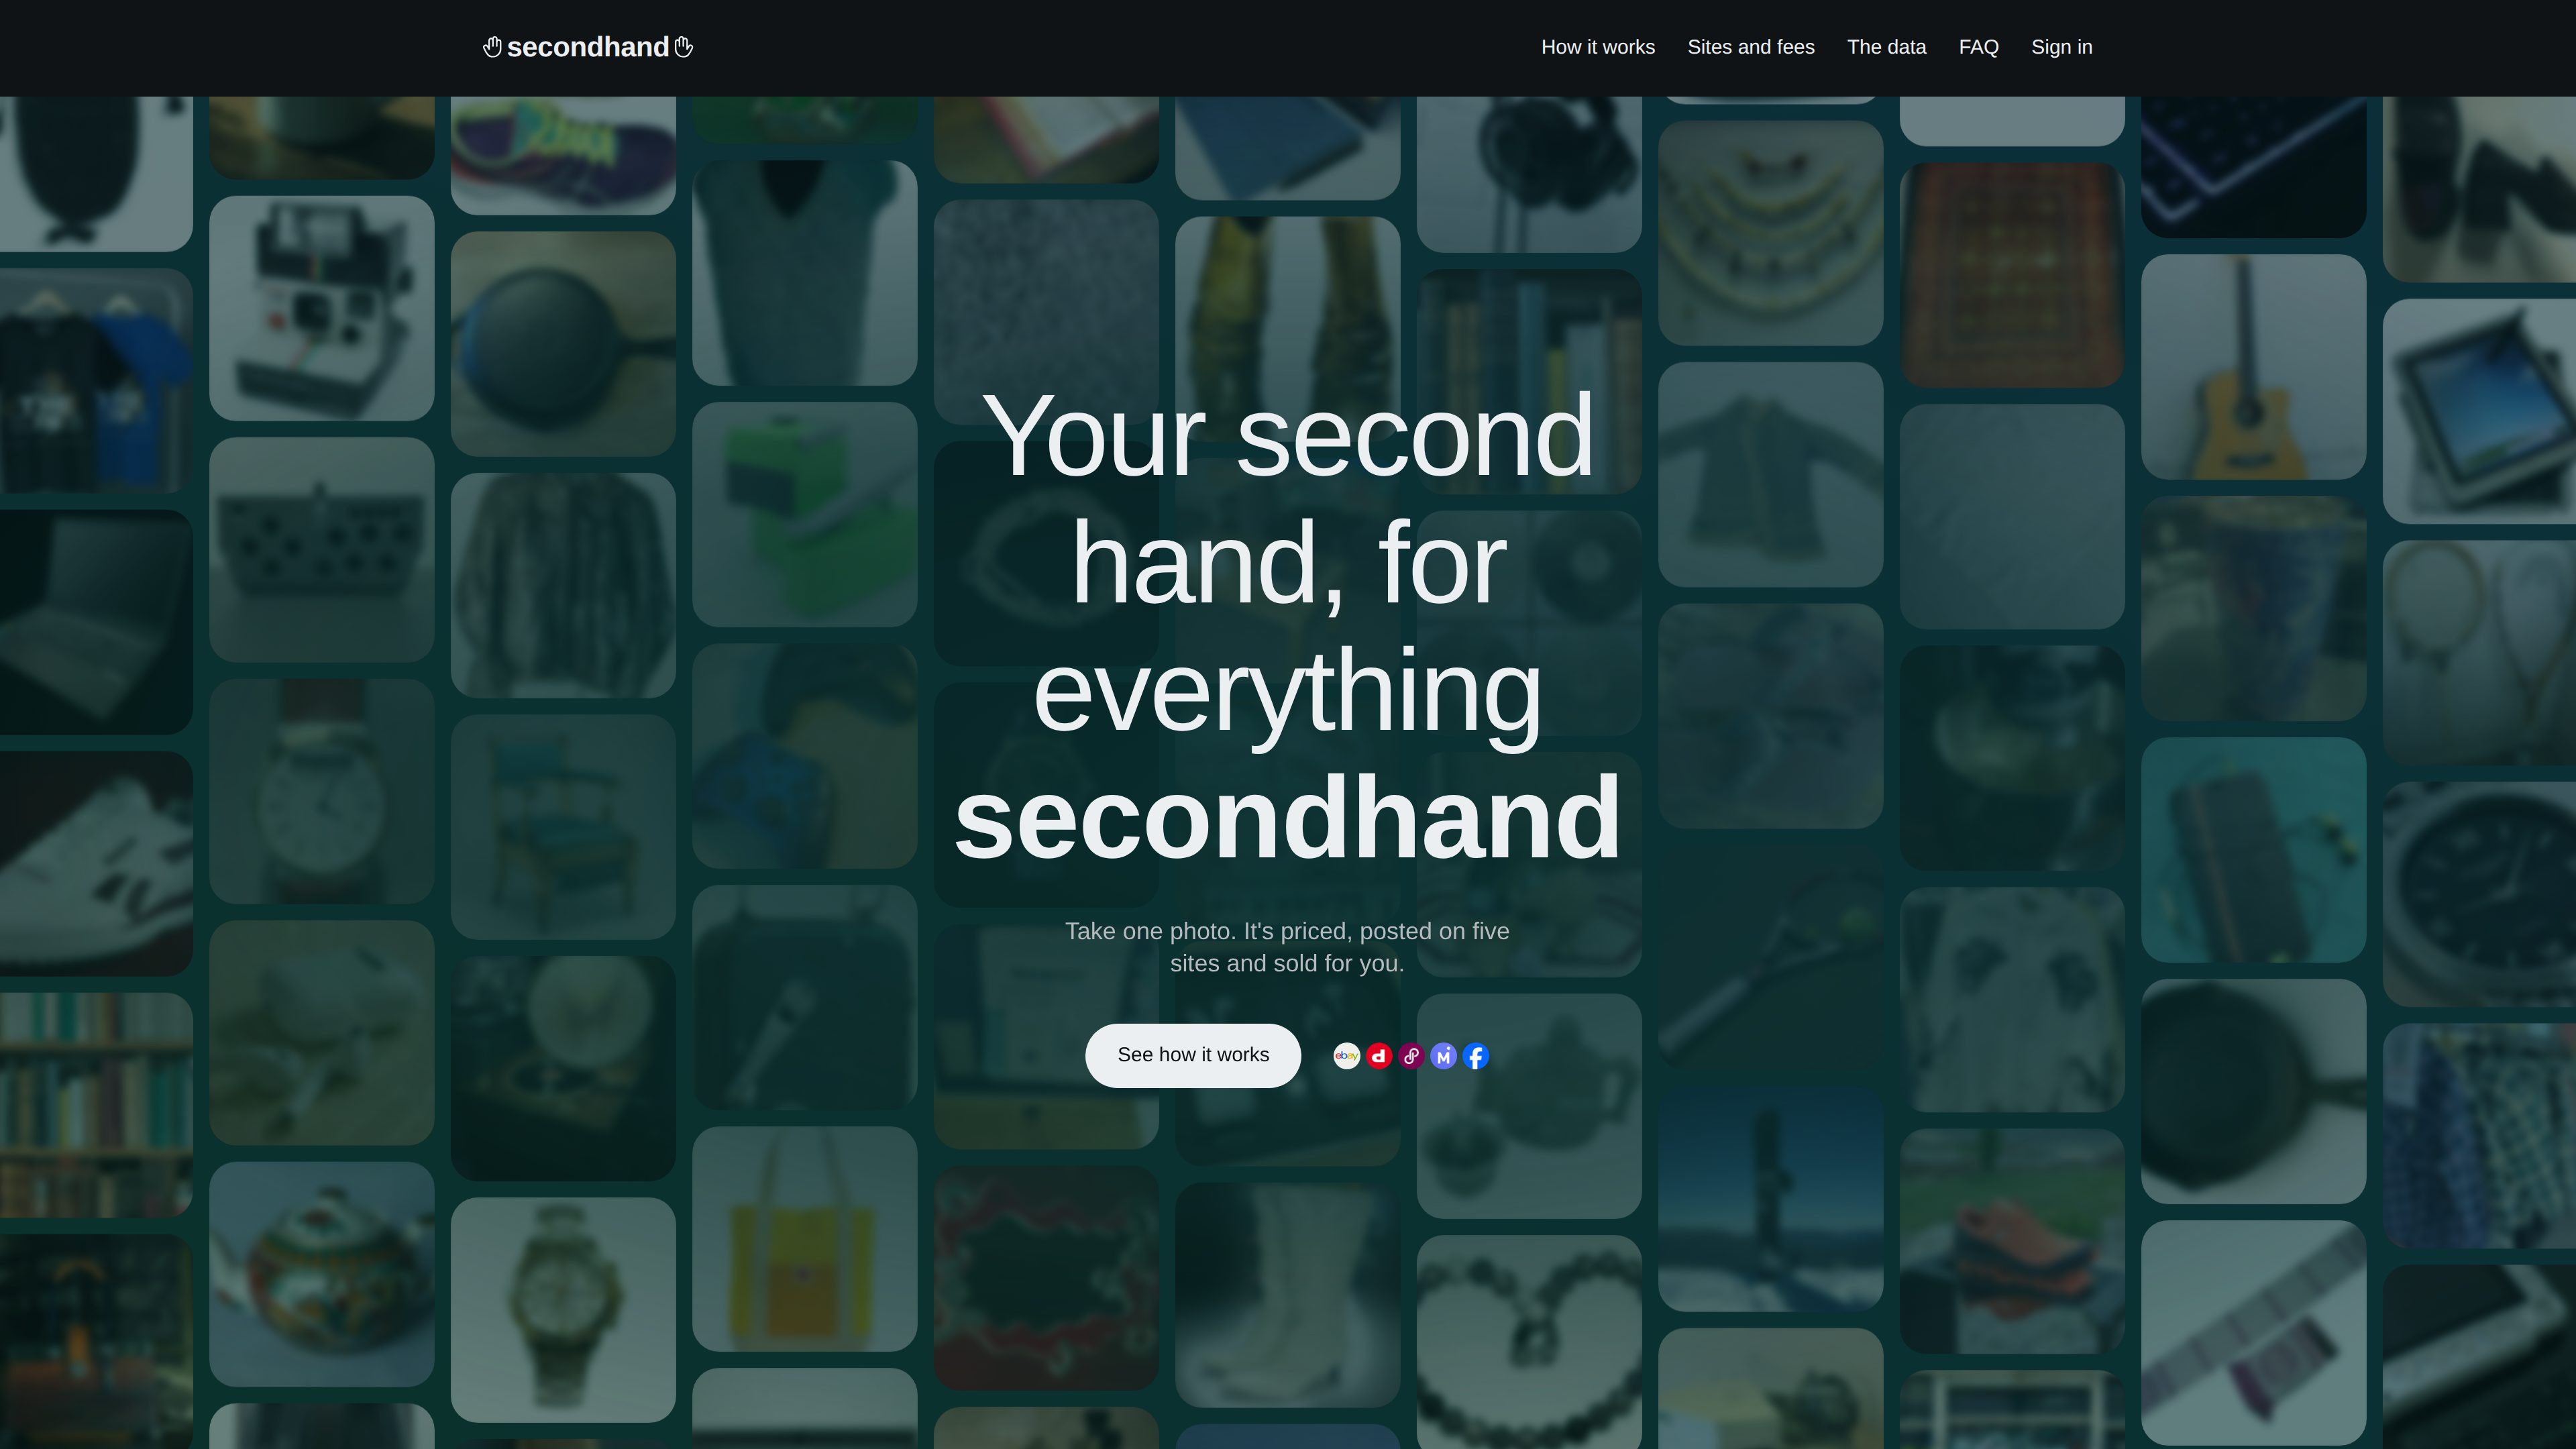 secondhand
How it works
Sites and fees
The data
FAQ
Sign in
Your second
hand, for
everything
secondhand
Take one photo. It's priced, posted on five
sites and sold for you.
See how it works
ebay